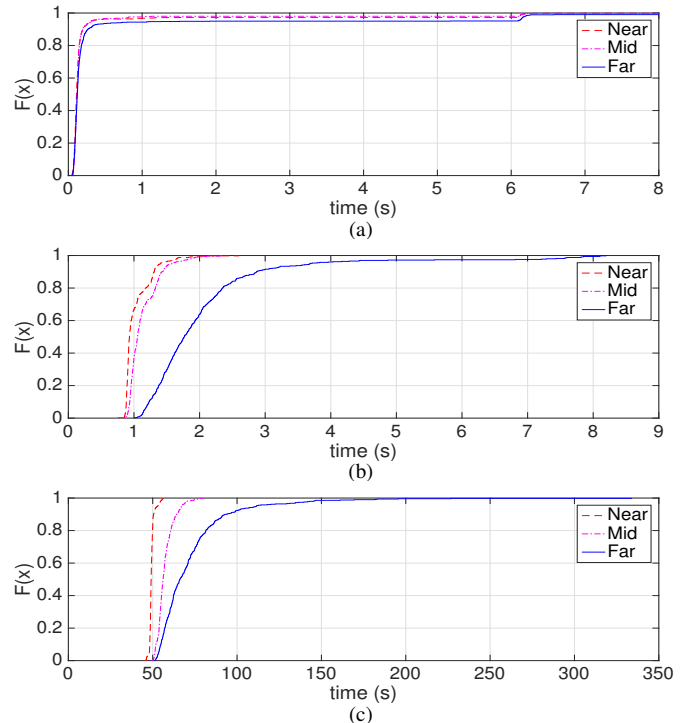 1
0.8
0.6
0.4
0.2
0
F(x)
Near
Mid
Far
0 1 2 3 4 5 6 7 8
time (s)
(a)
1
0.8
0.6
0.4
0.2
0
F(x)
Near
Mid
Far
0 1 2 3 4 5 6 7 8 9
time (s)
(b)
1
0.8
0.6
0.4
0.2
0
F(x)
Near
Mid
Far
0 50 100 150 200 250 300 350
time (s)
(c)